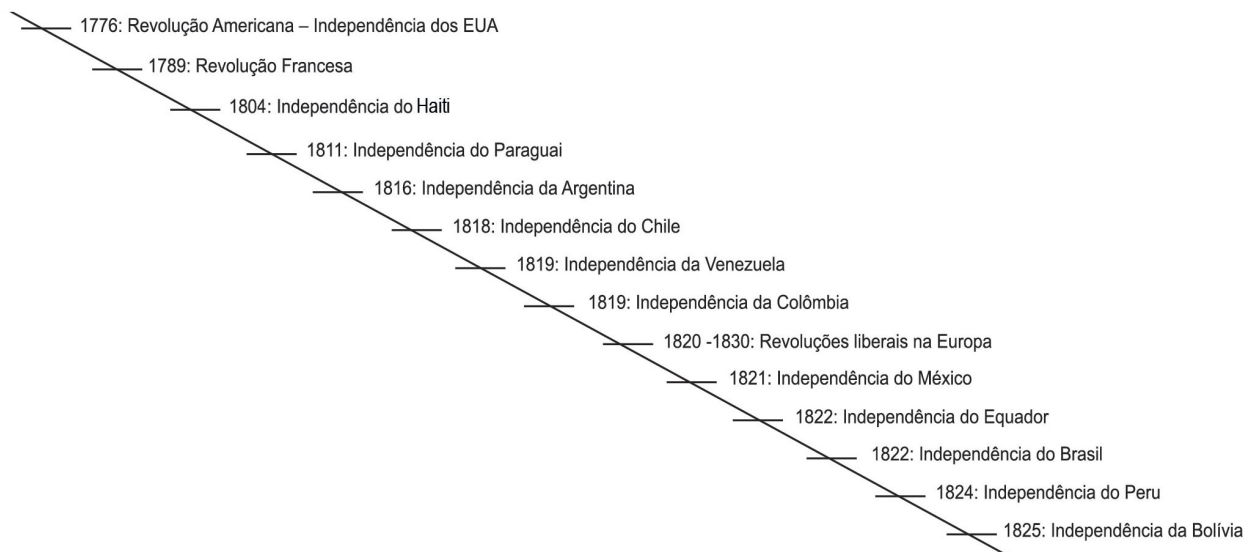 1776: Revolução Americana – Independência dos EUA
1789: Revolução Francesa
1804: Independência do Haiti
1811: Independência do Paraguai
1816: Independência da Argentina
1818: Independência do Chile
1819: Independência da Venezuela
1819: Independência da Colômbia
1820 -1830: Revoluções liberais na Europa
1821: Independência do México
1822: Independência do Equador
1822: Independência do Brasil
1824: Independência do Peru
1825: Independência da Bolívia